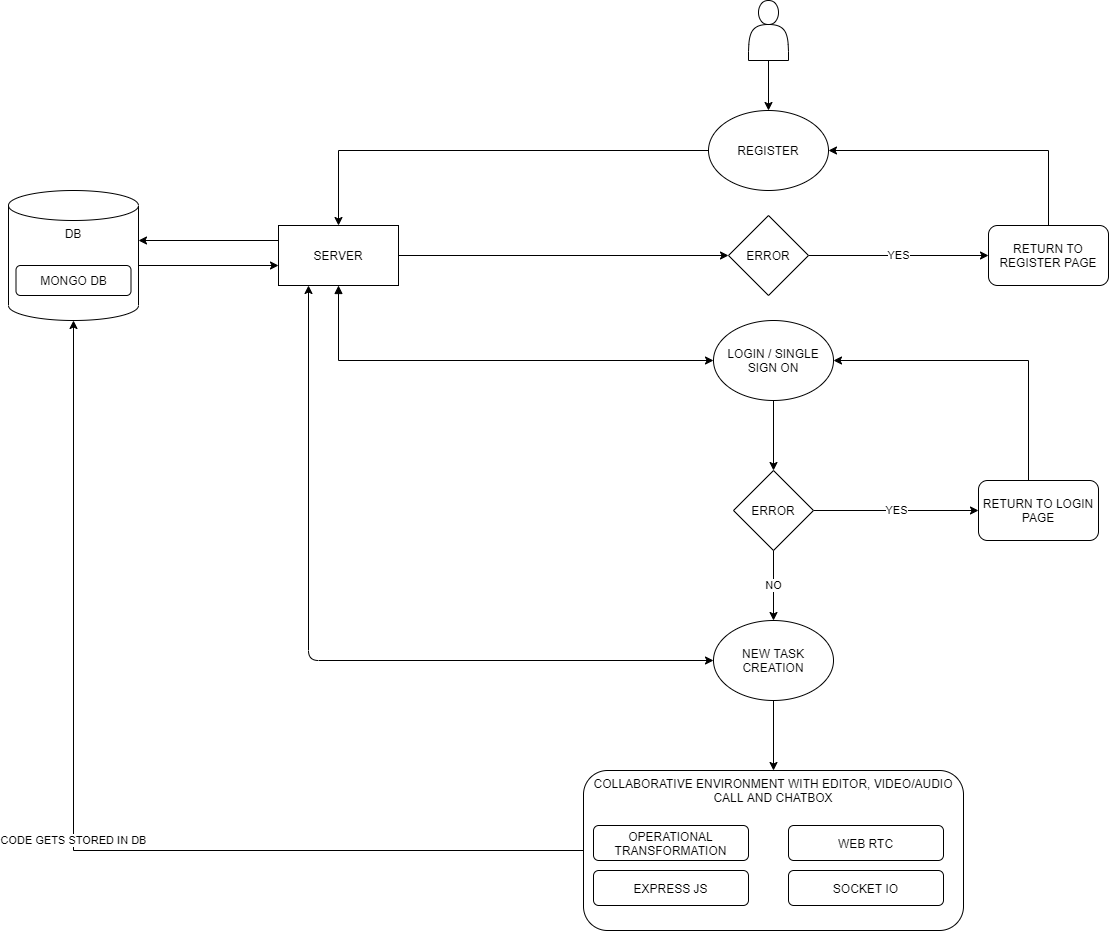 REGISTER
DB
MONGO DB
SERVER
ERROR
YES
RETURN TO
REGISTER PAGE
LOGIN / SINGLE
SIGN ON
ERROR
YES
RETURN TO LOGIN
PAGE
NO
NEW TASK
CREATION
COLLABORATIVE ENVIRONMENT WITH EDITOR, VIDEO/AUDIO
CALL AND CHATBOX
OPERATIONAL
TRANSFORMATION
WEB RTC
CODE GETS STORED IN DB
EXPRESS JS
SOCKET IO